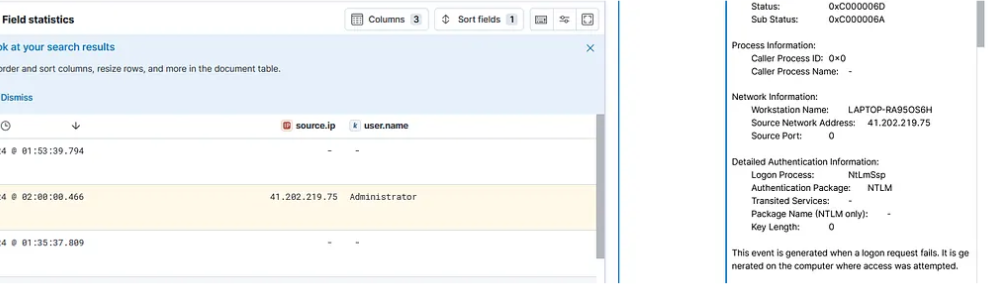 Field statistics
Columns 3
Sort fields 1
ok at your search results
order and sort columns, resize rows, and more in the document table.
Dismiss
source.ip k user.name
24 @ 01:53:39.794 - -
24 @ 02:00:00.466 41.202.219.75 Administrator
24 @ 01:35:37.809 - -
Status: 0xC000006D
Sub Status: 0xC000006A
Process Information:
Caller Process ID: 0x0
Caller Process Name: -
Network Information:
Workstation Name: LAPTOP-RA95OS6H
Source Network Address: 41.202.219.75
Source Port: 0
Detailed Authentication Information:
Logon Process: NtLmSsp
Authentication Package: NTLM
Transited Services: -
Package Name (NTLM only): -
Key Length: 0
This event is generated when a logon request fails. It is ge
nerated on the computer where access was attempted.